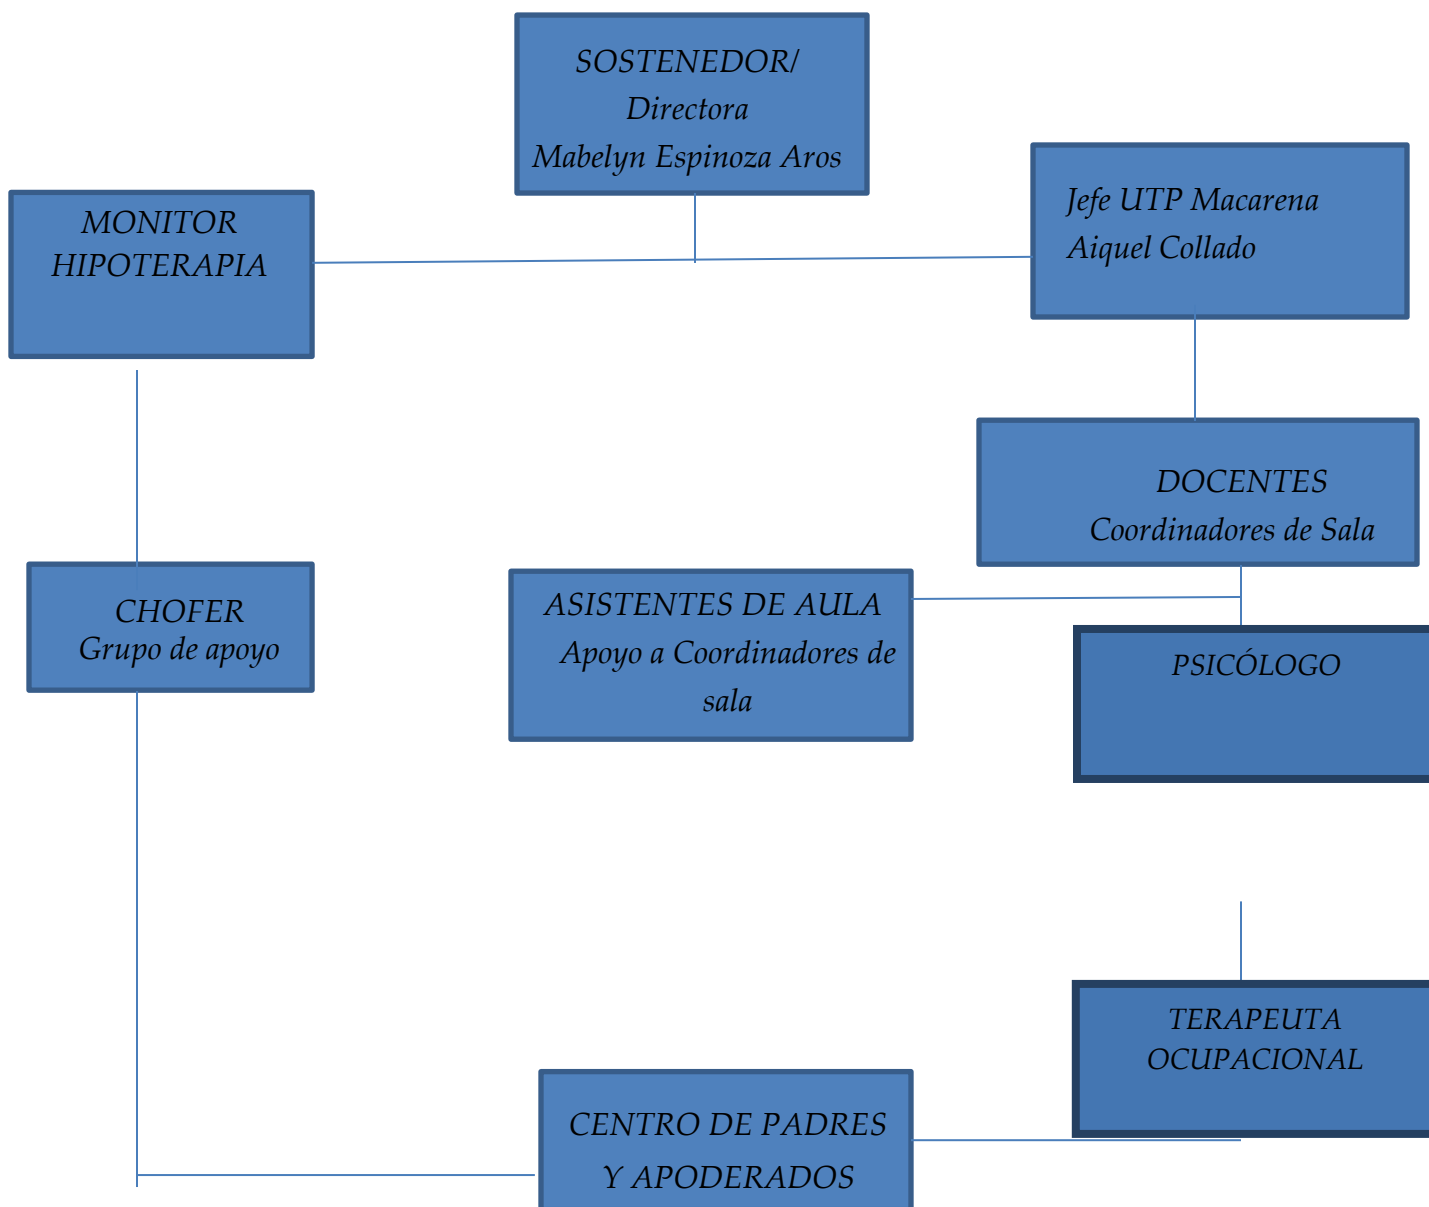 SOSTENEDOR/
Directora
Mabelyn Espinoza Aros
MONITOR
HIPOTERAPIA
Jefe UTP Macarena
Aiquel Collado
DOCENTES
Coordinadores de Sala
CHOFER
Grupo de apoyo
ASISTENTES DE AULA
Apoyo a Coordinadores de
sala
PSICÓLOGO
TERAPEUTA
OCUPACIONAL
CENTRO DE PADRES
Y APODERADOS